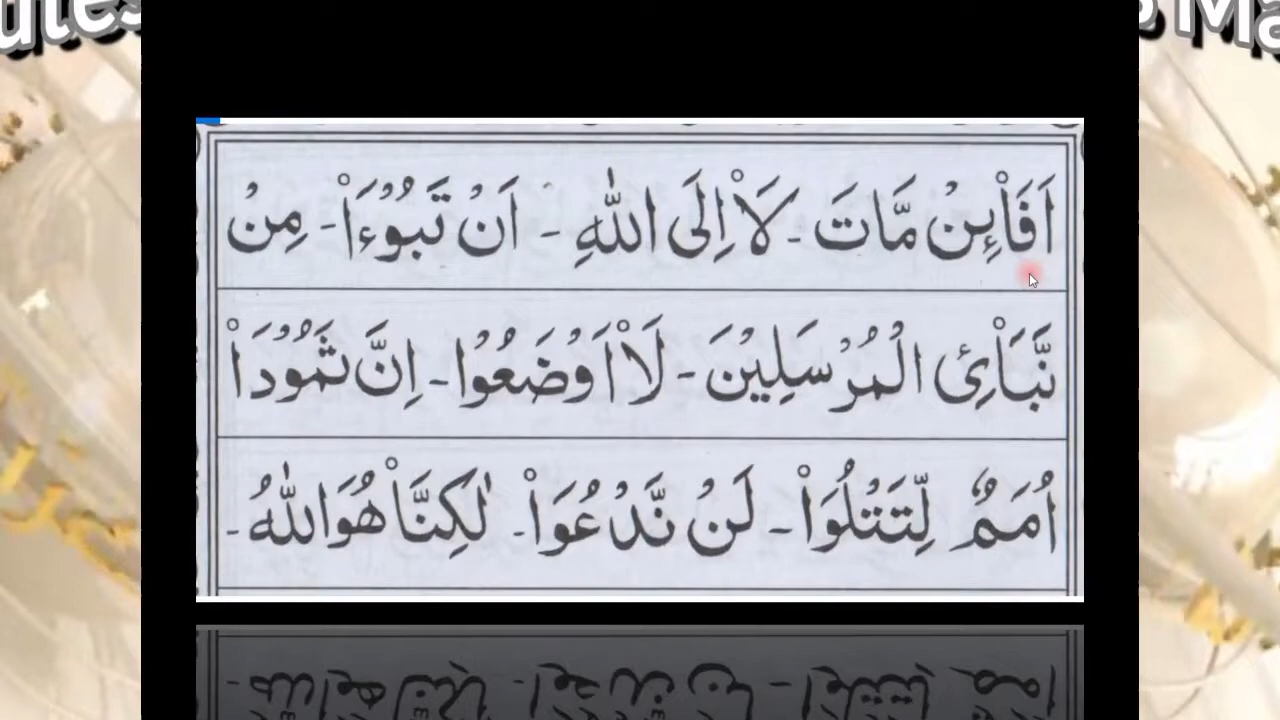 اَفَا۠ئِنْ مَّاتَ ۔ لَا۠ اِلَى اللّٰهِ ۔ اَنْ تَبُوْٓءَا۠ ۔ مِنْ
نَّبَا۠ئِ الْمُرْسَلِيْنَ ۔ لَا۠اَوْضَعُوْا ۔ اِنَّ ثَمُوْدَا۠
اُمَمٌ لِّتَتْلُوَا۠ ۔ لَنْ نَّدْعُوَا۠ ۔ لٰكِنَّا۠ هُوَاللّٰهُ ۔